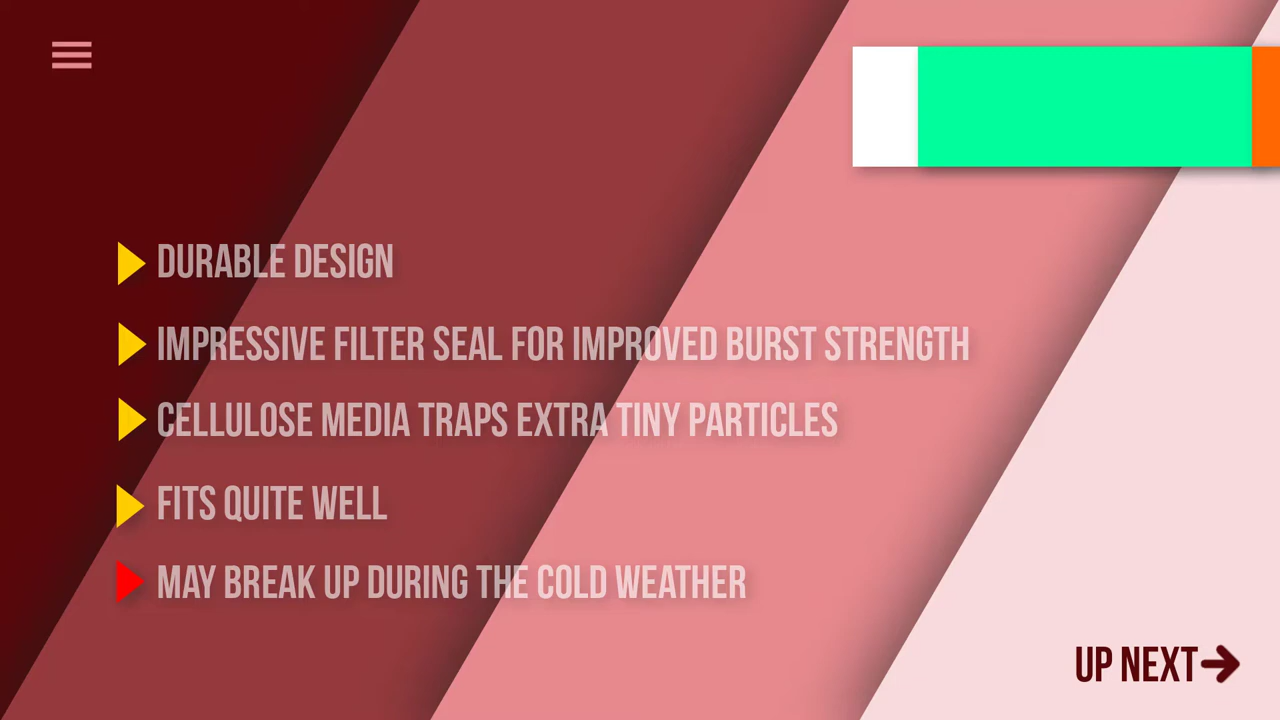 DURABLE DESIGN
IMPRESSIVE FILTER SEAL FOR IMPROVED BURST STRENGTH
CELLULOSE MEDIA TRAPS EXTRA TINY PARTICLES
FITS QUITE WELL
MAY BREAK UP DURING THE COLD WEATHER
UP NEXT